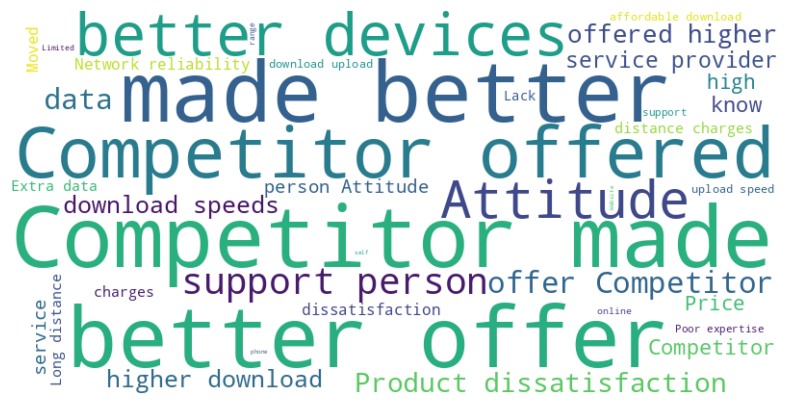 better devices
range
affordable download
offered higher
Moved
Limited
Network reliability
download upload
service provider
made better
data
Lack
high
know
support
Competitor offered
distance charges
Extra data
person Attitude
Attitude
upload speed
download speeds
website
Competitor made
self
support person
offer Competitor
charges
service
Long distance
dissatisfaction
online
Price
better offer
Poor expertise
phone
Competitor
higher download
Product dissatisfaction